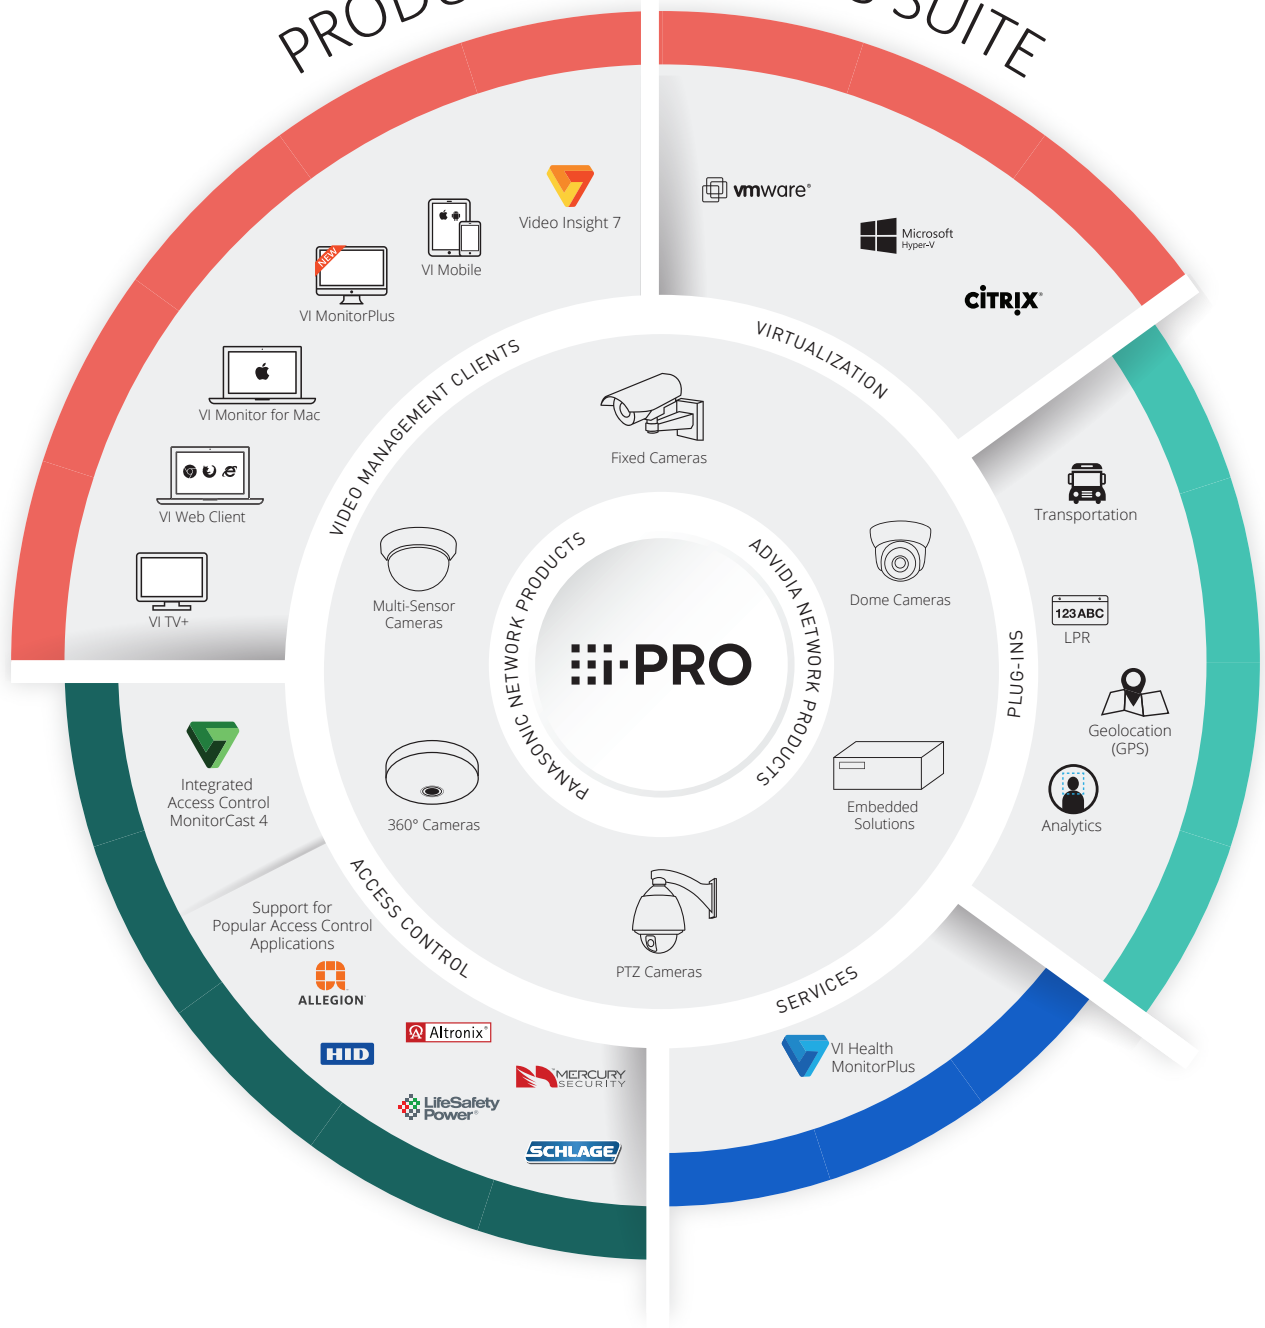 SUITE
vmware®
Microsoft
Hyper-V
CİTRIX®
Video Insight 7
VI Mobile
NEW
VI MonitorPlus
VI Monitor for Mac
VI Web Client
VI TV+
VIDEO MANAGEMENT CLIENTS
VIRTUALIZATION
Fixed Cameras
Multi-Sensor
Cameras
Dome Cameras
PANASONIC NETWORK PRODUCTS
ADVIDIA NETWORK PRODUCTS
i-PRO
360° Cameras
Embedded
Solutions
PTZ Cameras
PLUG-INS
Transportation
123ABC
LPR
Geolocation
(GPS)
Analytics
Integrated
Access Control
MonitorCast 4
ACCESS CONTROL
Support for
Popular Access Control
Applications
ALLEGION
Altronix®
HID
MERCURY
SECURITY
LifeSafety
Power®
SCHLAGE
SERVICES
VI Health
MonitorPlus